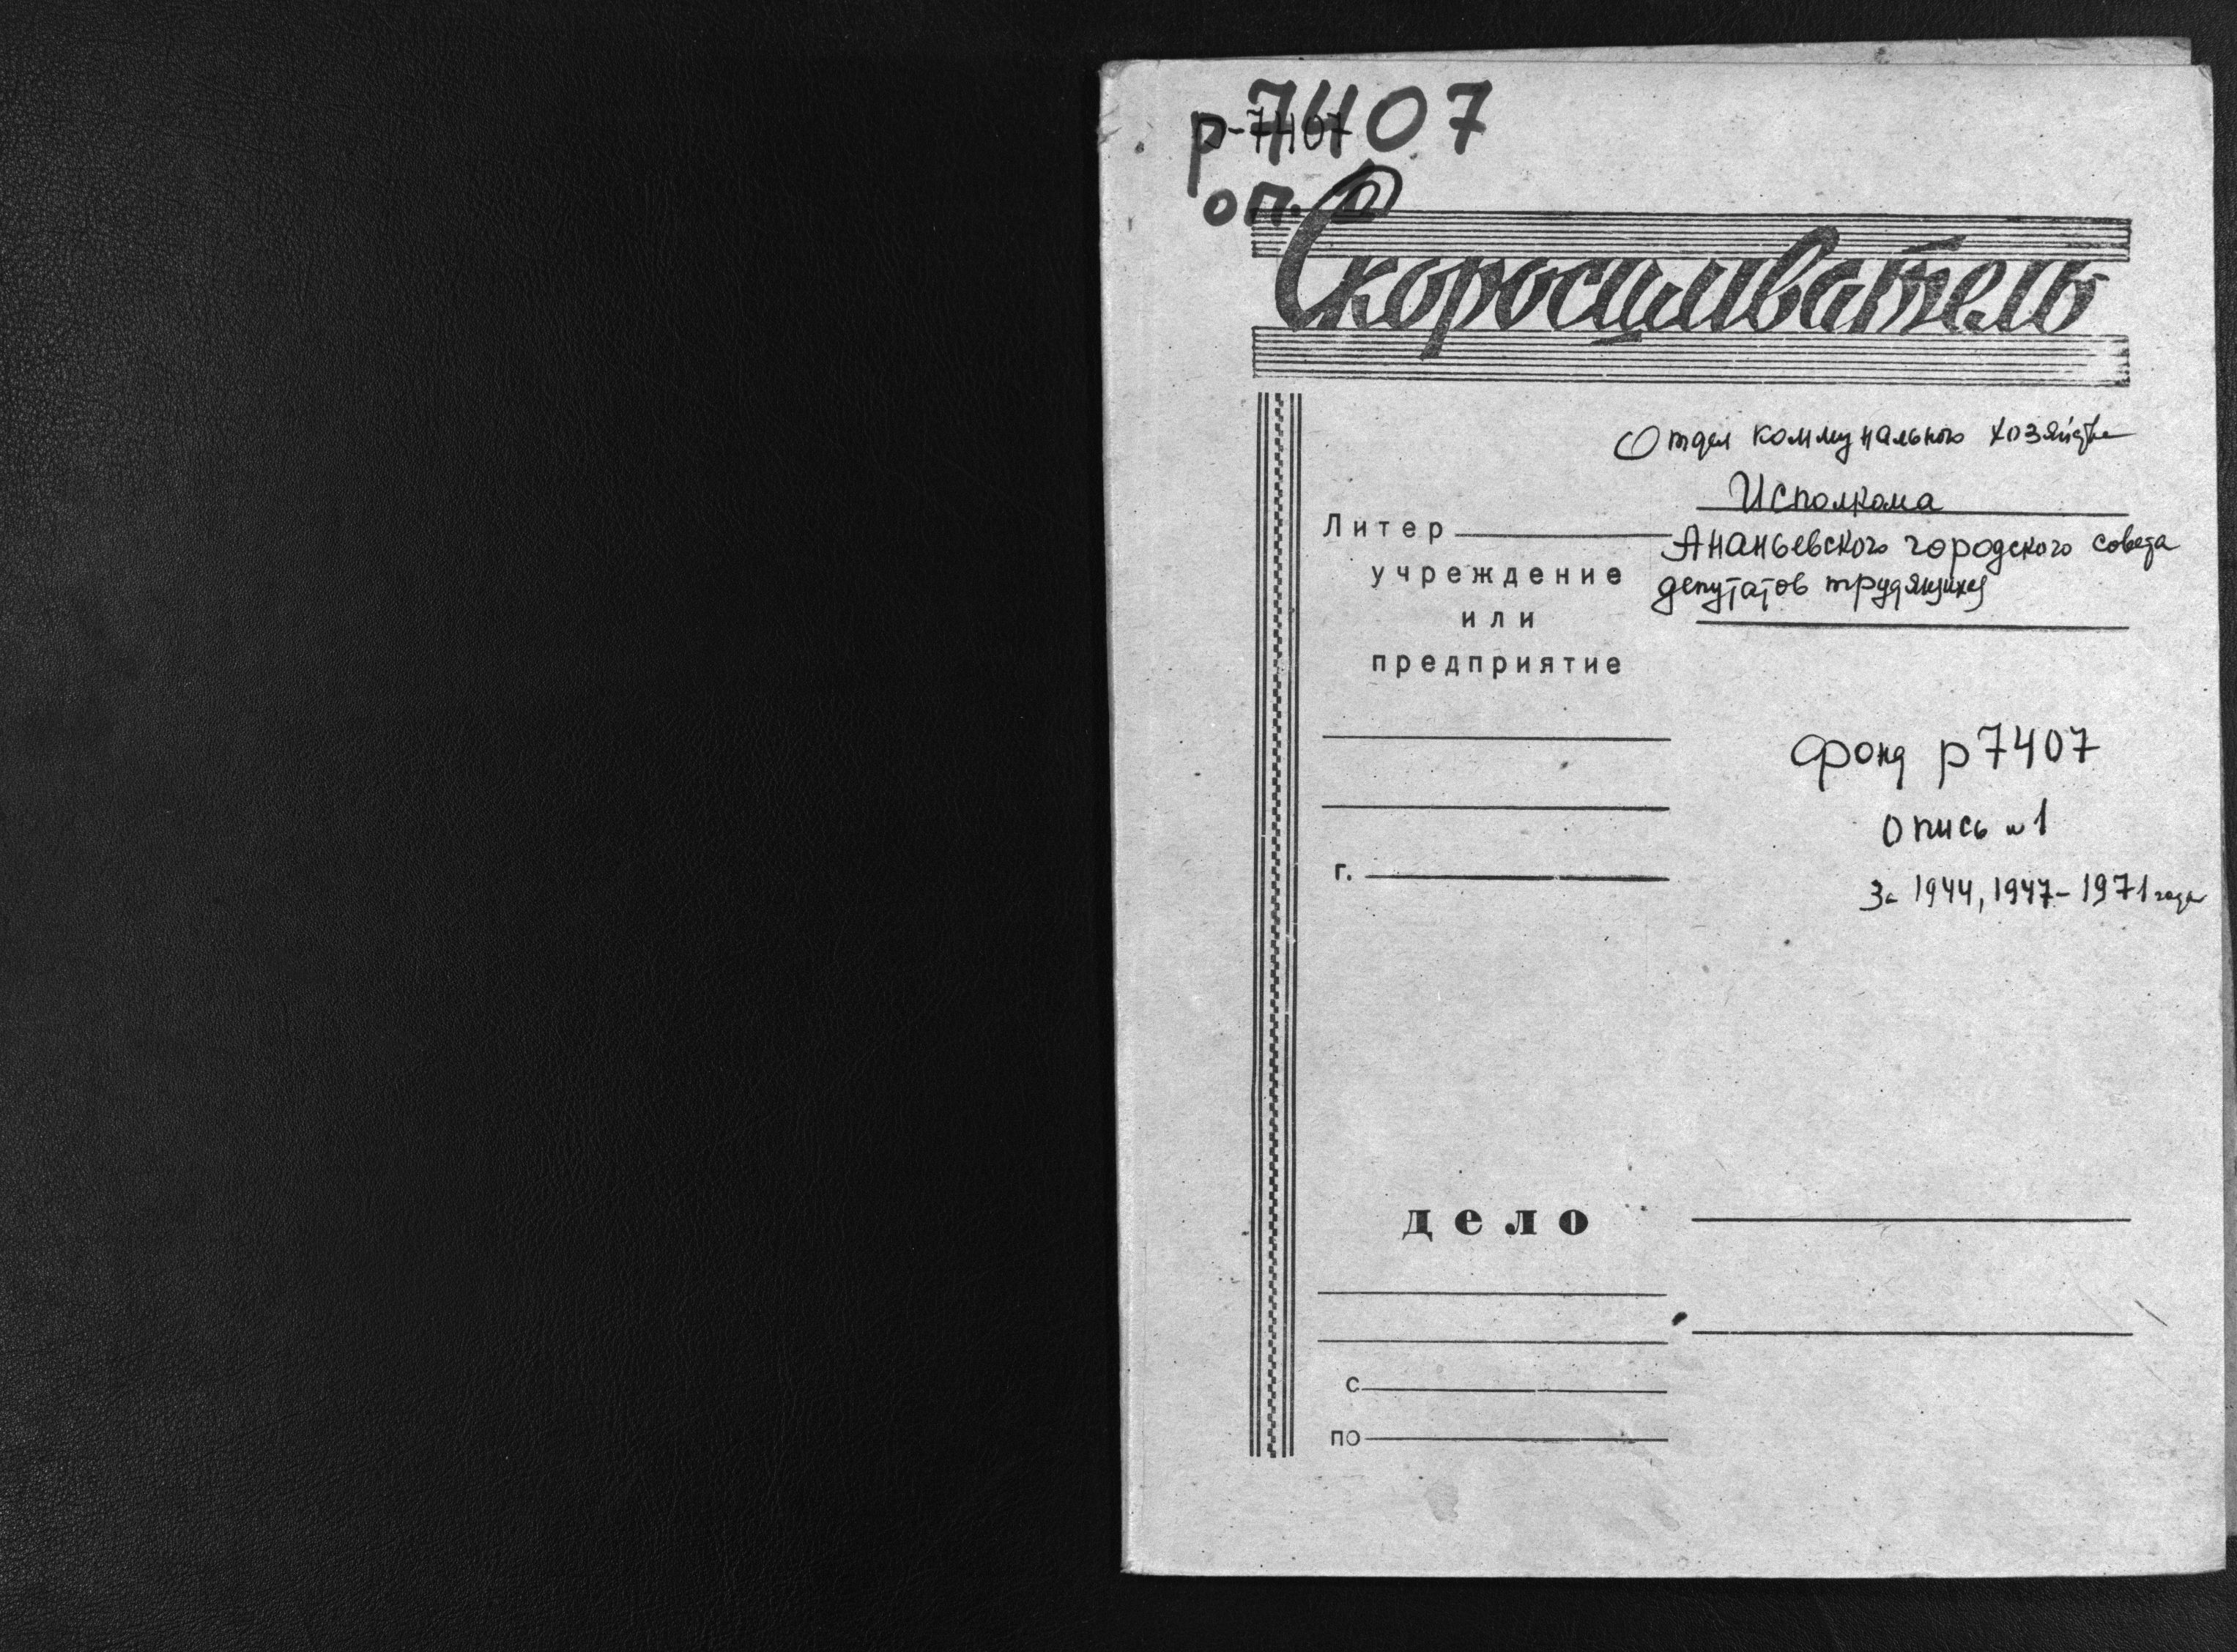 р-7407
р-7407
оп. 1
Скоросшиватель
Отдел коммунального хозяйства
Исполкома
Литер
Ананьевского городского совета
учреждение
депутатов трудящихся
или
предприятие
фонд р7407
опись №1
г.
За 1944, 1947-1971 года
дело
с
по